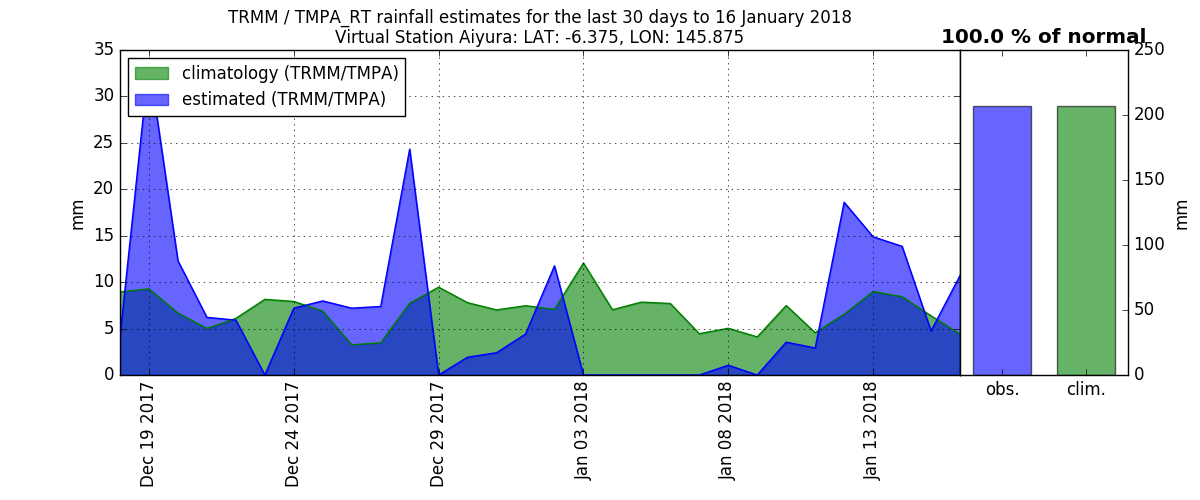 TRMM / TMPA_RT rainfall estimates for the last 30 days to 16 January 2018
Virtual Station Aiyura: LAT: -6.375, LON: 145.875
100.0 % of normal
climatology (TRMM/TMPA)
estimated (TRMM/TMPA)
35
30
25
20
15
10
5
0
mm
Dec 19 2017
Dec 24 2017
Dec 29 2017
Jan 03 2018
Jan 08 2018
Jan 13 2018
250
200
150
100
50
0
mm
obs.
clim.